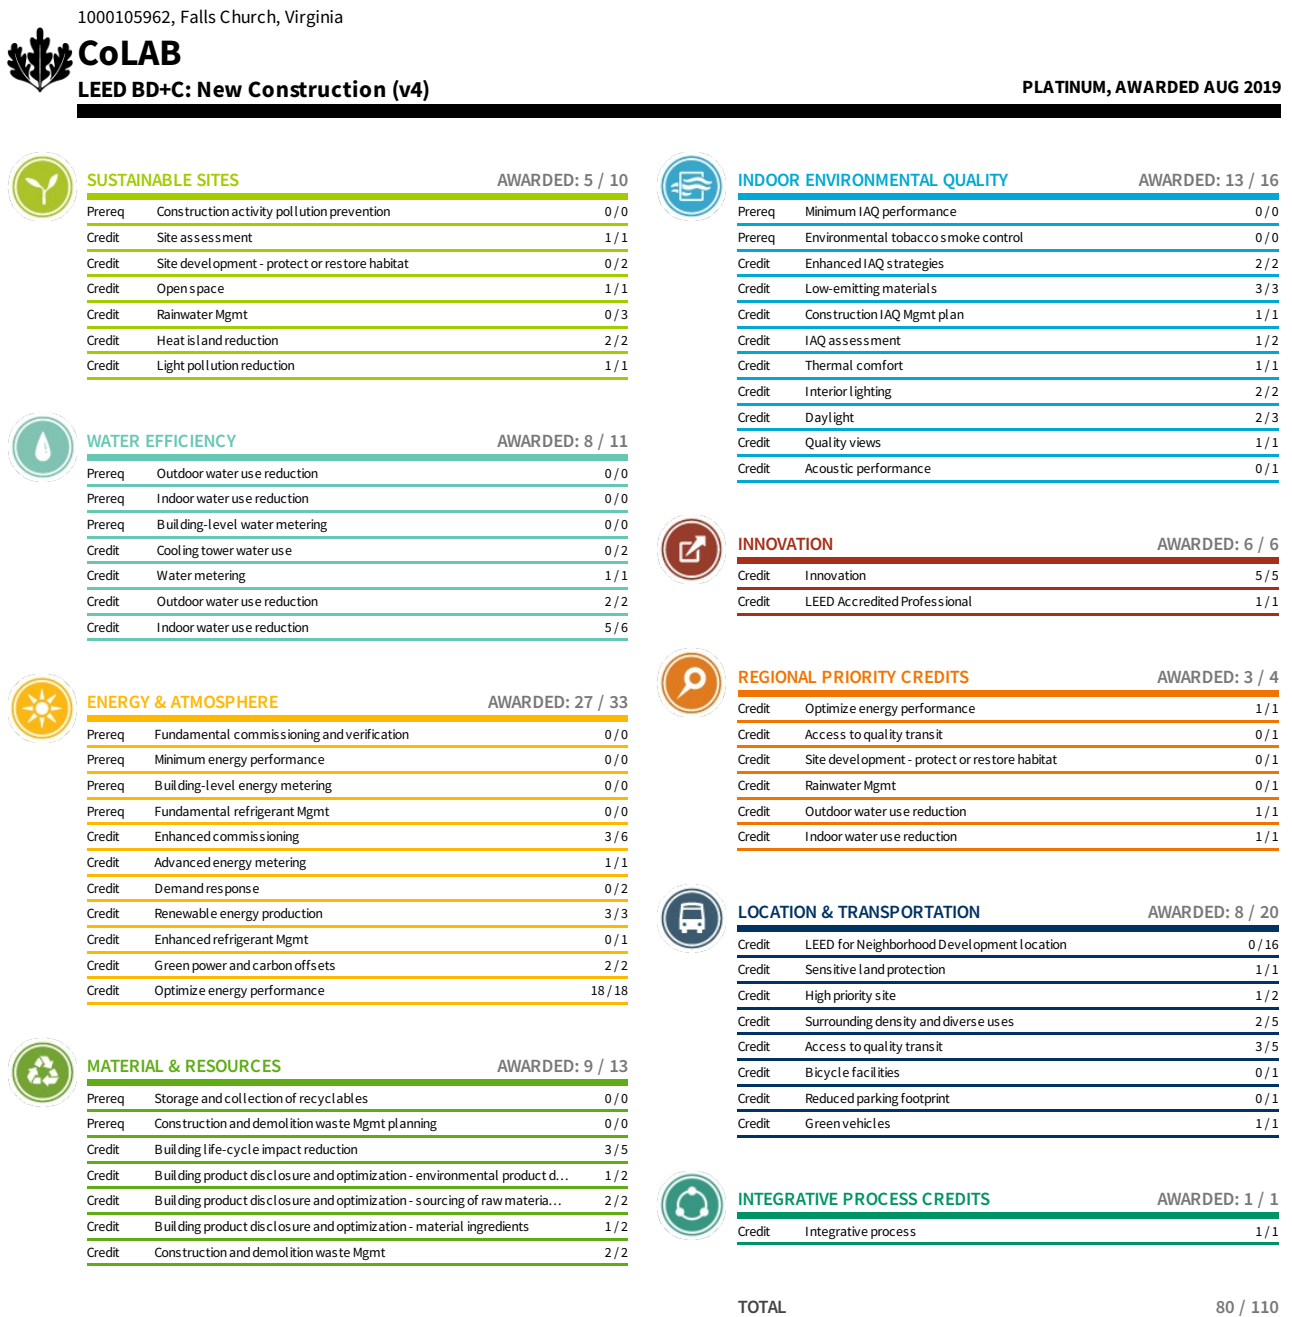 1000105962, Falls Church, Virginia
CoLAB
LEED BD+C: New Construction (v4)
PLATINUM, AWARDED AUG 2019
SUSTAINABLE SITES AWARDED: 5 / 10
Prereq Construction activity pollution prevention 0 / 0
Credit Site assessment 1 / 1
Credit Site development - protect or restore habitat 0 / 2
Credit Open space 1 / 1
Credit Rainwater Mgmt 0 / 3
Credit Heat island reduction 2 / 2
Credit Light pollution reduction 1 / 1
WATER EFFICIENCY AWARDED: 8 / 11
Prereq Outdoor water use reduction 0 / 0
Prereq Indoor water use reduction 0 / 0
Prereq Building-level water metering 0 / 0
Credit Cooling tower water use 0 / 2
Credit Water metering 1 / 1
Credit Outdoor water use reduction 2 / 2
Credit Indoor water use reduction 5 / 6
ENERGY & ATMOSPHERE AWARDED: 27 / 33
Prereq Fundamental commissioning and verification 0 / 0
Prereq Minimum energy performance 0 / 0
Prereq Building-level energy metering 0 / 0
Prereq Fundamental refrigerant Mgmt 0 / 0
Credit Enhanced commissioning 3 / 6
Credit Advanced energy metering 1 / 1
Credit Demand response 0 / 2
Credit Renewable energy production 3 / 3
Credit Enhanced refrigerant Mgmt 0 / 1
Credit Green power and carbon offsets 2 / 2
Credit Optimize energy performance 18 / 18
MATERIAL & RESOURCES AWARDED: 9 / 13
Prereq Storage and collection of recyclables 0 / 0
Prereq Construction and demolition waste Mgmt planning 0 / 0
Credit Building life-cycle impact reduction 3 / 5
Credit Building product disclosure and optimization - environmental product d... 1 / 2
Credit Building product disclosure and optimization - sourcing of raw materia... 2 / 2
Credit Building product disclosure and optimization - material ingredients 1 / 2
Credit Construction and demolition waste Mgmt 2 / 2
INDOOR ENVIRONMENTAL QUALITY AWARDED: 13 / 16
Prereq Minimum IAQ performance 0 / 0
Prereq Environmental tobacco smoke control 0 / 0
Credit Enhanced IAQ strategies 2 / 2
Credit Low-emitting materials 3 / 3
Credit Construction IAQ Mgmt plan 1 / 1
Credit IAQ assessment 1 / 2
Credit Thermal comfort 1 / 1
Credit Interior lighting 2 / 2
Credit Daylight 2 / 3
Credit Quality views 1 / 1
Credit Acoustic performance 0 / 1
INNOVATION AWARDED: 6 / 6
Credit Innovation 5 / 5
Credit LEED Accredited Professional 1 / 1
REGIONAL PRIORITY CREDITS AWARDED: 3 / 4
Credit Optimize energy performance 1 / 1
Credit Access to quality transit 0 / 1
Credit Site development - protect or restore habitat 0 / 1
Credit Rainwater Mgmt 0 / 1
Credit Outdoor water use reduction 1 / 1
Credit Indoor water use reduction 1 / 1
LOCATION & TRANSPORTATION AWARDED: 8 / 20
Credit LEED for Neighborhood Development location 0 / 16
Credit Sensitive land protection 1 / 1
Credit High priority site 1 / 2
Credit Surrounding density and diverse uses 2 / 5
Credit Access to quality transit 3 / 5
Credit Bicycle facilities 0 / 1
Credit Reduced parking footprint 0 / 1
Credit Green vehicles 1 / 1
INTEGRATIVE PROCESS CREDITS AWARDED: 1 / 1
Credit Integrative process 1 / 1
TOTAL 80 / 110